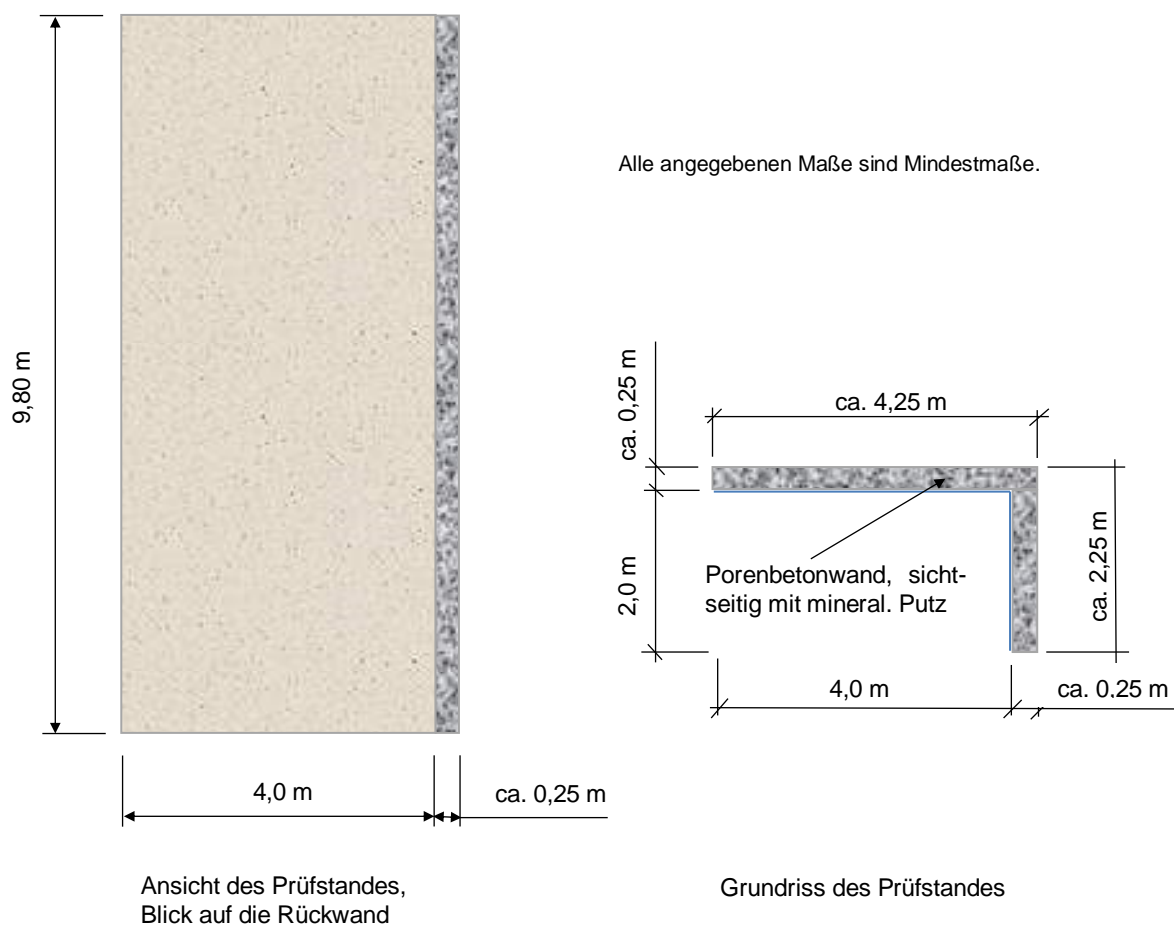 Alle angegebenen Maße sind Mindestmaße.
9,80 m
4,0 m
ca. 0,25 m
Ansicht des Prüfstandes,
Blick auf die Rückwand
ca. 0,25 m
ca. 4,25 m
2,0 m
Porenbetonwand, sicht-
seitig mit mineral. Putz
ca. 2,25 m
4,0 m
ca. 0,25 m
Grundriss des Prüfstandes